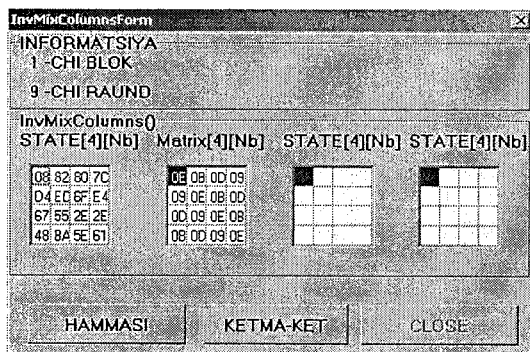 InvMixColumnsForm
INFORMATSIYA
1 -CHI BLOK
9 -CHI RAUND
InvMixColumns()
STATE[4][Nb] Matrix[4][Nb] STATE[4][Nb] STATE[4][Nb]
08 82 80 7C 0E 0B 0D 09
D4 ED 6F E4 09 0E 0B 0D
67 55 2E 2E 0D 09 0E 0B
48 8A 5E 61 0B 0D 09 0E
HAMMASI KETMA-KET CLOSE